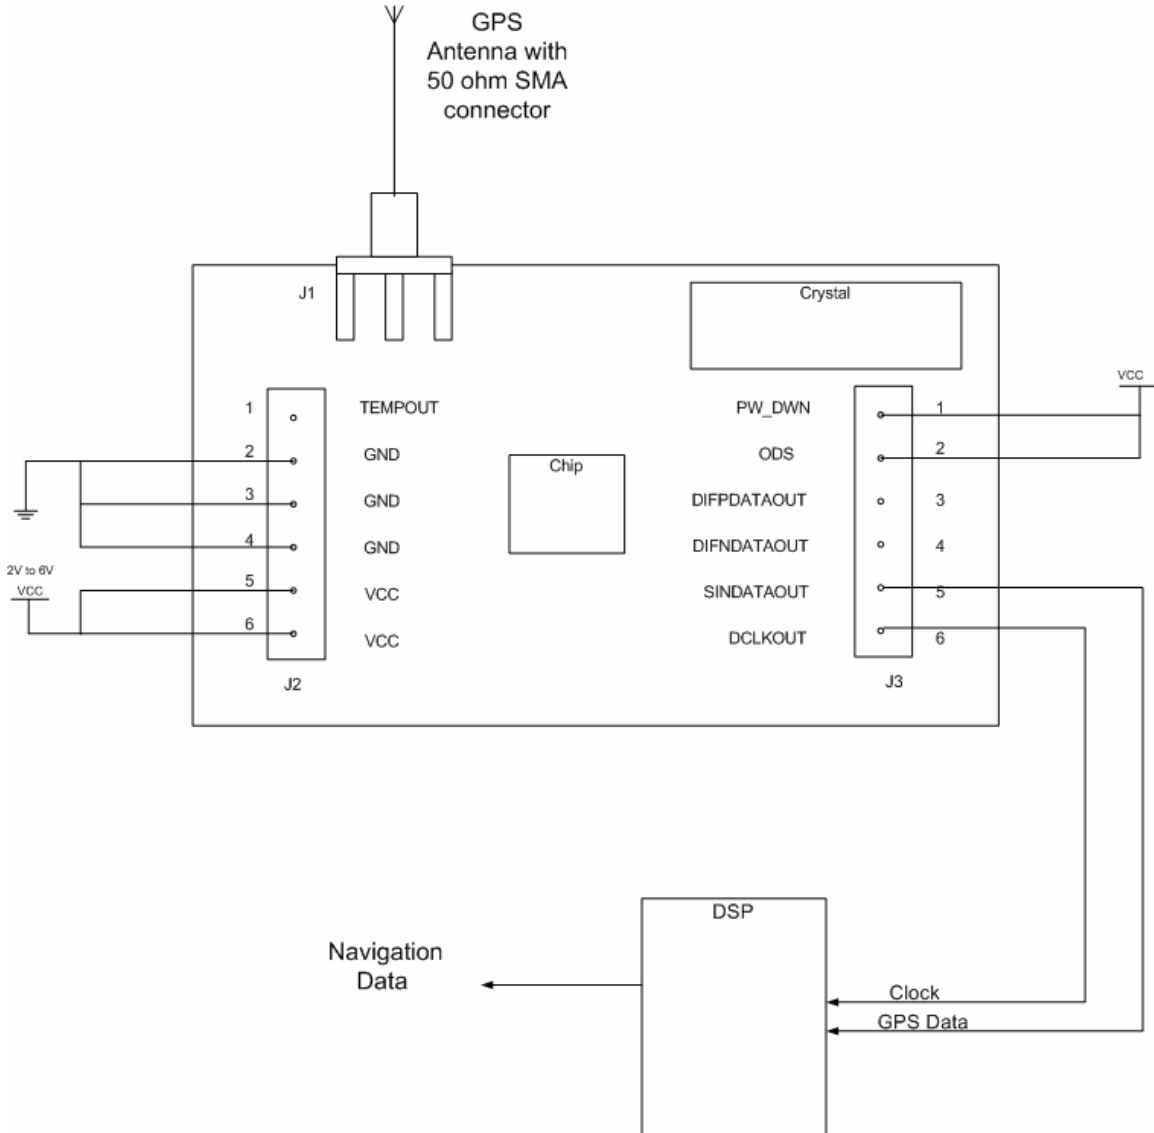 GPS
Antenna with
50 ohm SMA
connector
J1
Crystal
VCC
1
TEMPOUT
PW_DWN
1
2
GND
ODS
2
Chip
3
GND
DIFPDATAOUT
3
4
GND
DIFNDATAOUT
4
2V to 6V
VCC
5
VCC
SINDATAOUT
5
6
VCC
DCLKOUT
6
J2
J3
DSP
Navigation
Data
Clock
GPS Data